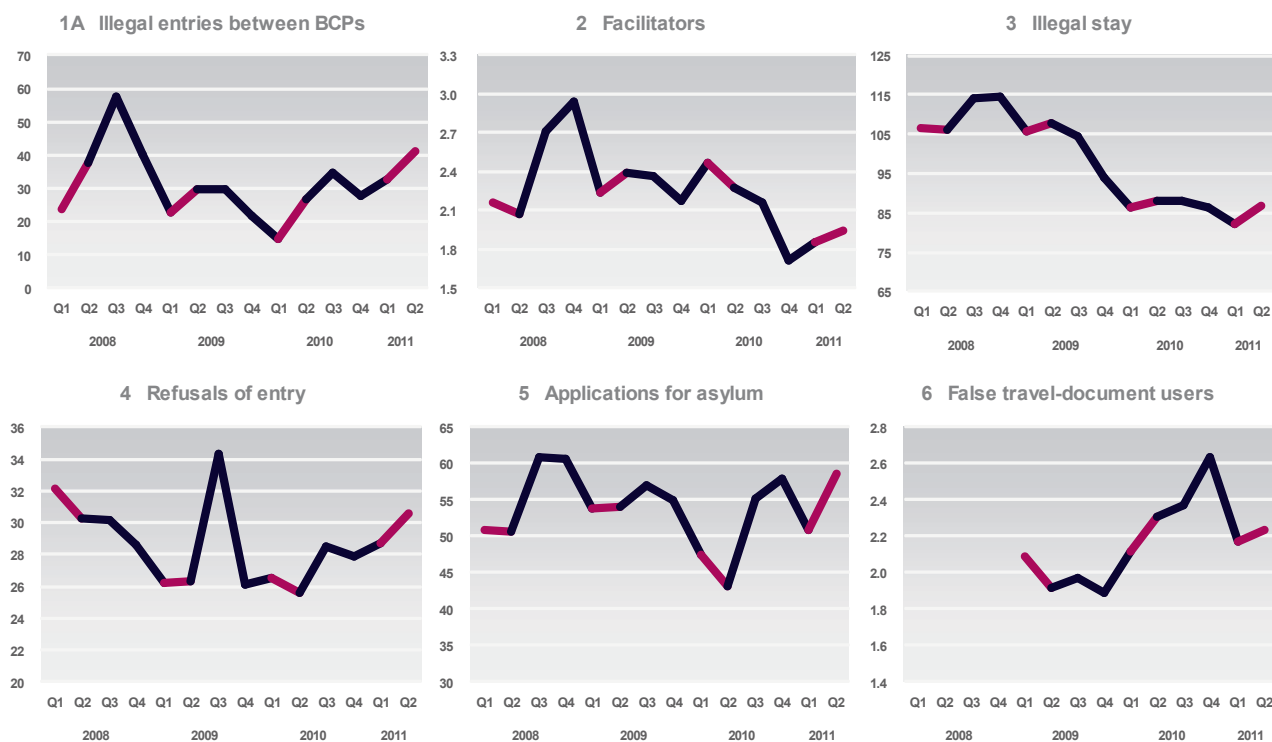 1A Illegal entries between BCPs
70
60
50
40
30
20
10
0
Q1 Q2 Q3 Q4 Q1 Q2 Q3 Q4 Q1 Q2 Q3 Q4 Q1 Q2
2008 2009 2010 2011
2 Facilitators
3.3
3.0
2.7
2.4
2.1
1.8
1.5
Q1 Q2 Q3 Q4 Q1 Q2 Q3 Q4 Q1 Q2 Q3 Q4 Q1 Q2
2008 2009 2010 2011
3 Illegal stay
125
115
105
95
85
75
65
Q1 Q2 Q3 Q4 Q1 Q2 Q3 Q4 Q1 Q2 Q3 Q4 Q1 Q2
2008 2009 2010 2011
4 Refusals of entry
36
34
32
30
28
26
24
22
20
Q1 Q2 Q3 Q4 Q1 Q2 Q3 Q4 Q1 Q2 Q3 Q4 Q1 Q2
2008 2009 2010 2011
5 Applications for asylum
65
60
55
50
45
40
35
30
Q1 Q2 Q3 Q4 Q1 Q2 Q3 Q4 Q1 Q2 Q3 Q4 Q1 Q2
2008 2009 2010 2011
6 False travel-document users
2.8
2.6
2.4
2.2
2.0
1.8
1.6
1.4
Q1 Q2 Q3 Q4 Q1 Q2 Q3 Q4 Q1 Q2 Q3 Q4 Q1 Q2
2008 2009 2010 2011